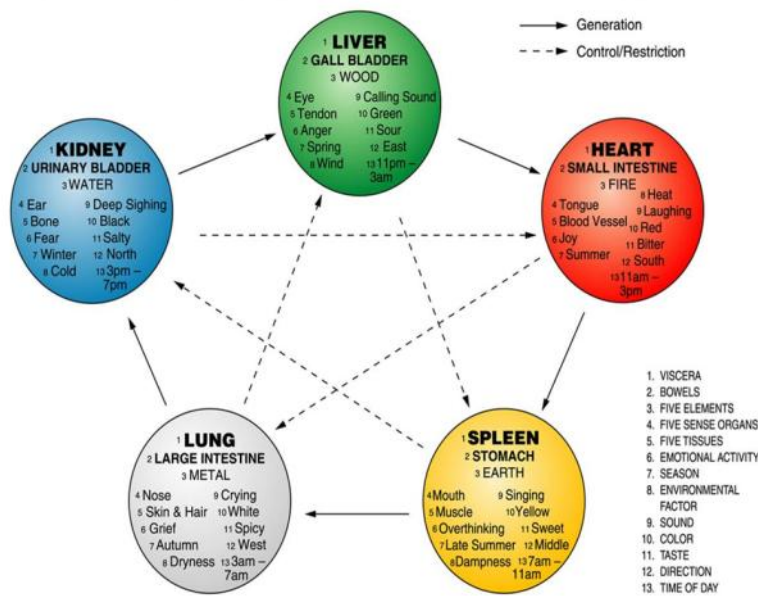 Generation
Control/Restriction
1 LIVER
2 GALL BLADDER
3 WOOD
4 Eye
5 Tendon
6 Anger
7 Spring
8 Wind
9 Calling Sound
10 Green
11 Sour
12 East
13 11pm –
3am
1 KIDNEY
2 URINARY BLADDER
3 WATER
4 Ear
5 Bone
6 Fear
7 Winter
8 Cold
9 Deep Sighing
10 Black
11 Salty
12 North
13 3pm –
7pm
1 HEART
2 SMALL INTESTINE
3 FIRE
4 Tongue
5 Blood Vessel
6 Joy
7 Summer
8 Heat
9 Laughing
10 Red
11 Bitter
12 South
13 11am –
3pm
1 LUNG
2 LARGE INTESTINE
3 METAL
4 Nose
5 Skin & Hair
6 Grief
7 Autumn
8 Dryness
9 Crying
10 White
11 Spicy
12 West
13 3am –
7am
1 SPLEEN
2 STOMACH
3 EARTH
4 Mouth
5 Muscle
6 Overthinking
7 Late Summer
8 Dampness
9 Singing
10 Yellow
11 Sweet
12 Middle
13 7am –
11am
1. VISCERA
2. BOWELS
3. FIVE ELEMENTS
4. FIVE SENSE ORGANS
5. FIVE TISSUES
6. EMOTIONAL ACTIVITY
7. SEASON
8. ENVIRONMENTAL
FACTOR
9. SOUND
10. COLOR
11. TASTE
12. DIRECTION
13. TIME OF DAY